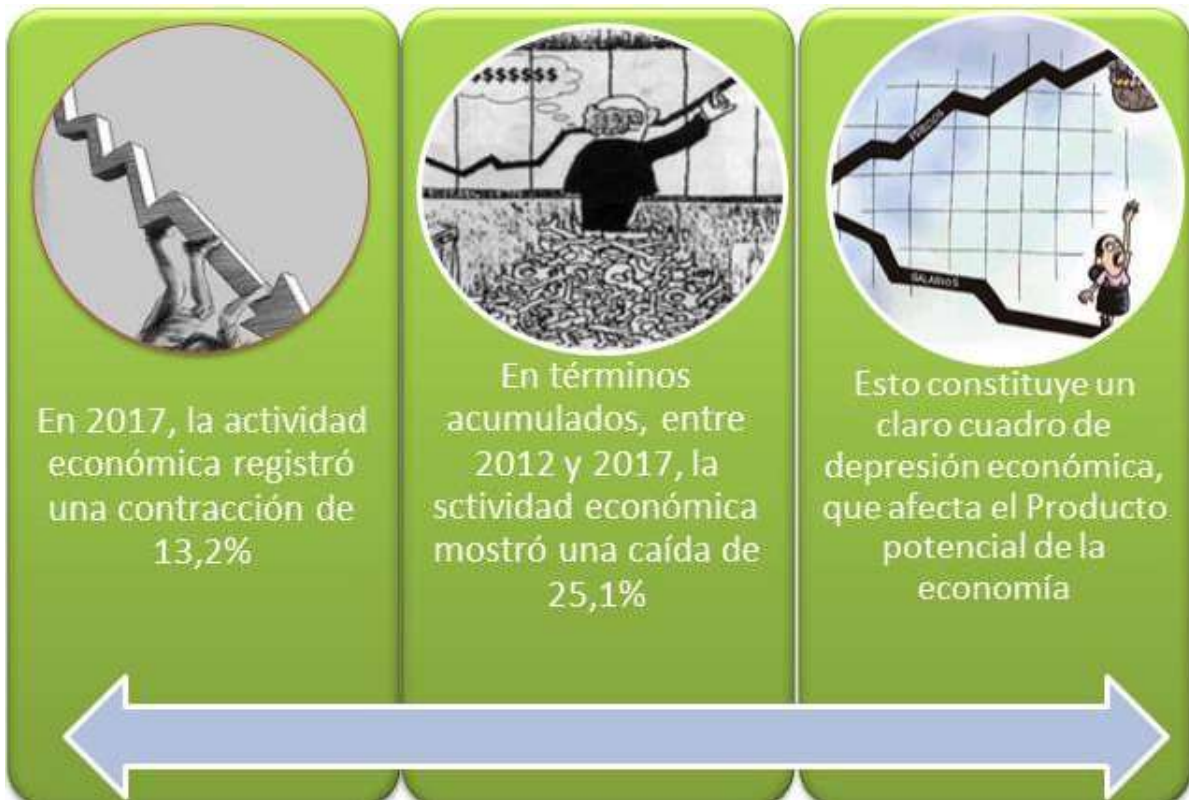 $$$$$$$
PRECIOS
SALARIOS
En 2017, la actividad
económica registró
una contracción de
13,2%
En términos
acumulados, entre
2012 y 2017, la
sctividad económica
mostró una caída de
25,1%
Esto constituye un
claro cuadro de
depresión económica,
que afecta el Producto
potencial de la
economía